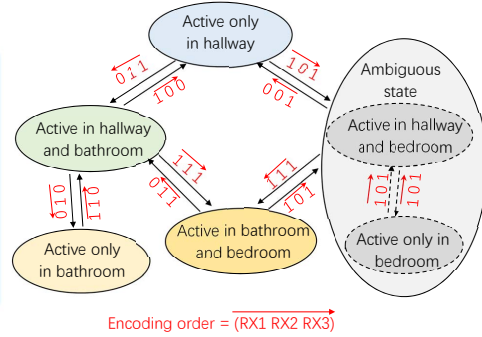 Active only
in hallway
011
100
101
001
Ambiguous
state
Active in hallway
and bathroom
Active in hallway
and bedroom
111
011
111
101
101
101
010
110
Active in bathroom
and bedroom
Active only
in bathroom
Active only in
bedroom
Encoding order = (RX1 RX2 RX3)